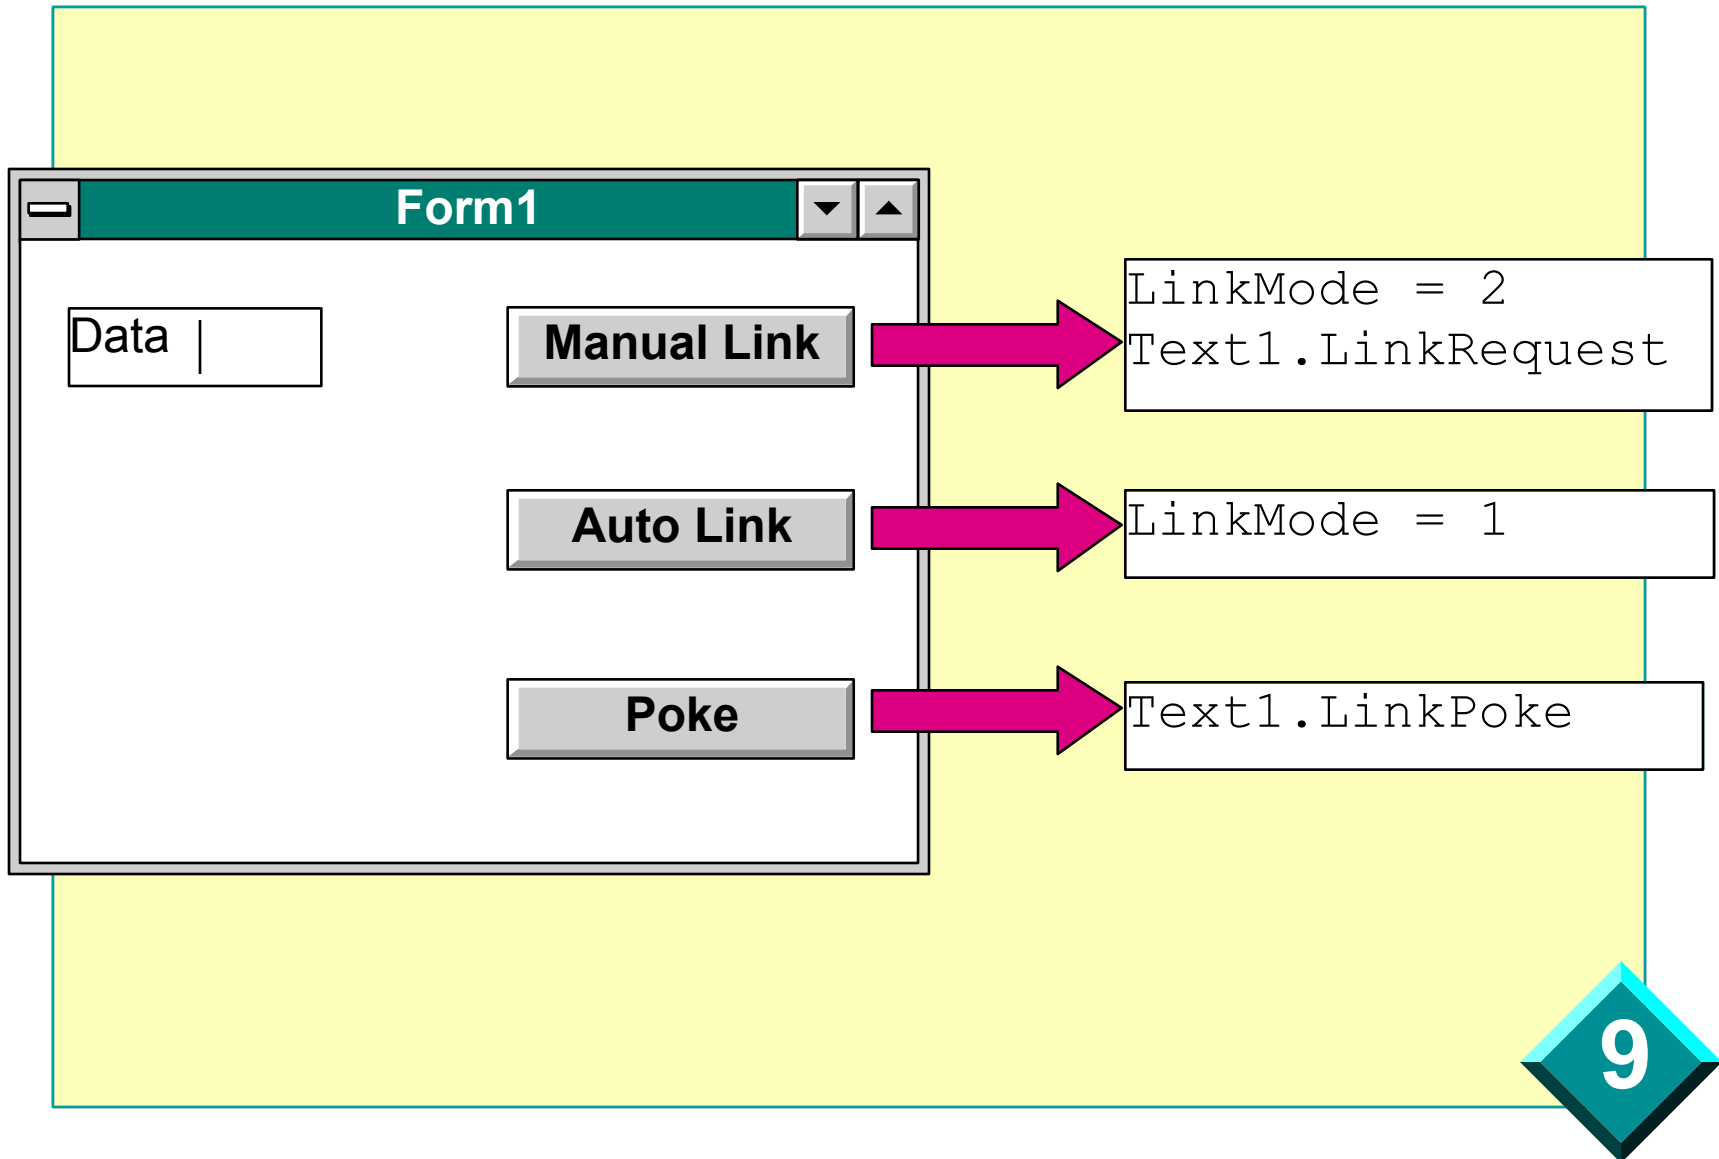 Form1
Data
Manual Link
LinkMode = 2
Text1.LinkRequest
Auto Link
LinkMode = 1
Poke
Text1.LinkPoke
9